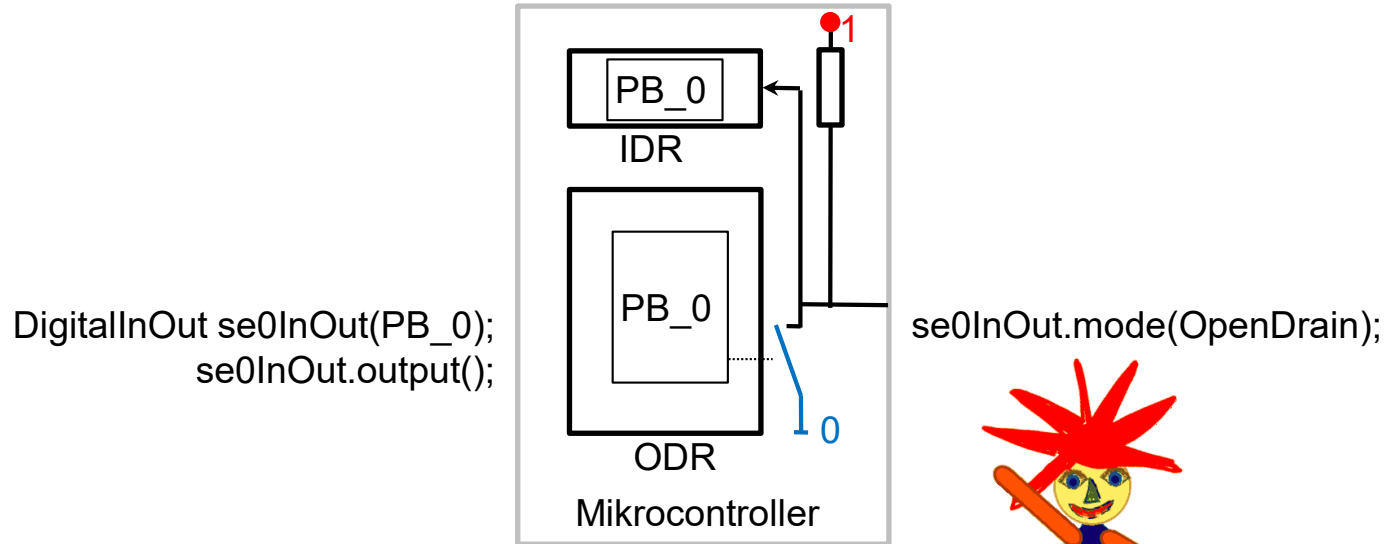 1
PB_0
IDR
PB_0
DigitalInOut se0InOut(PB_0);
se0InOut.output();
se0InOut.mode(OpenDrain);
0
ODR
Mikrocontroller